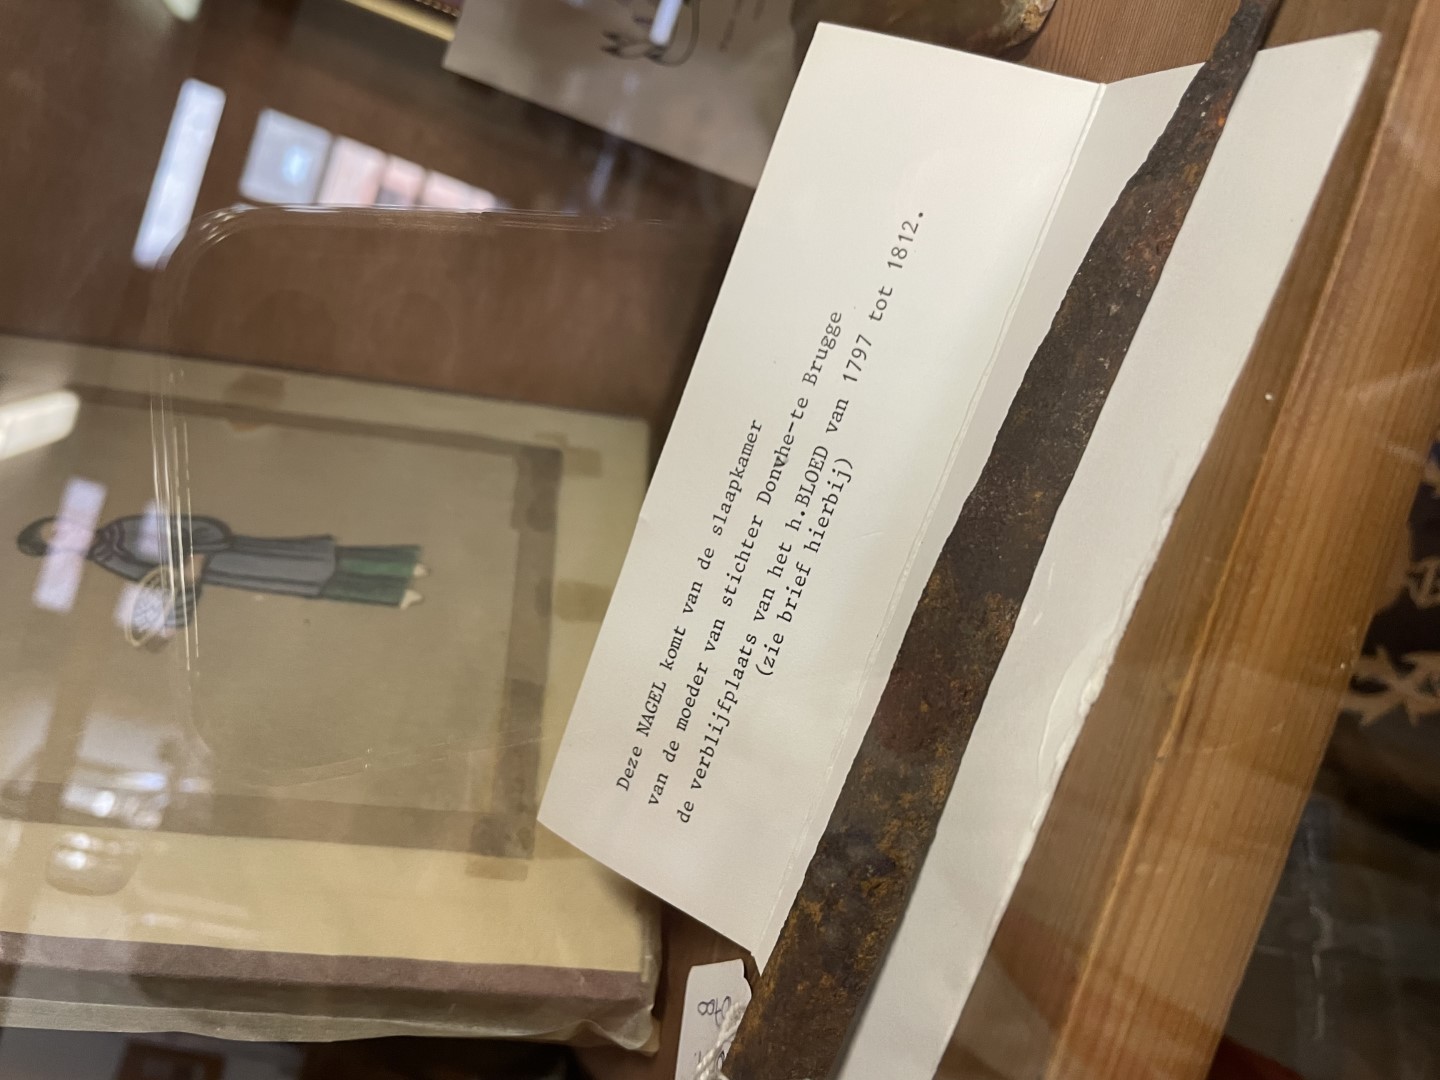 Deze NAGEL komt van de slaapkamer
van de moeder van stichter Donvhe-te Brugge
de verblijfplaats van het h.BLOED van 1797 tot 1812.
(zie brief hierbij)